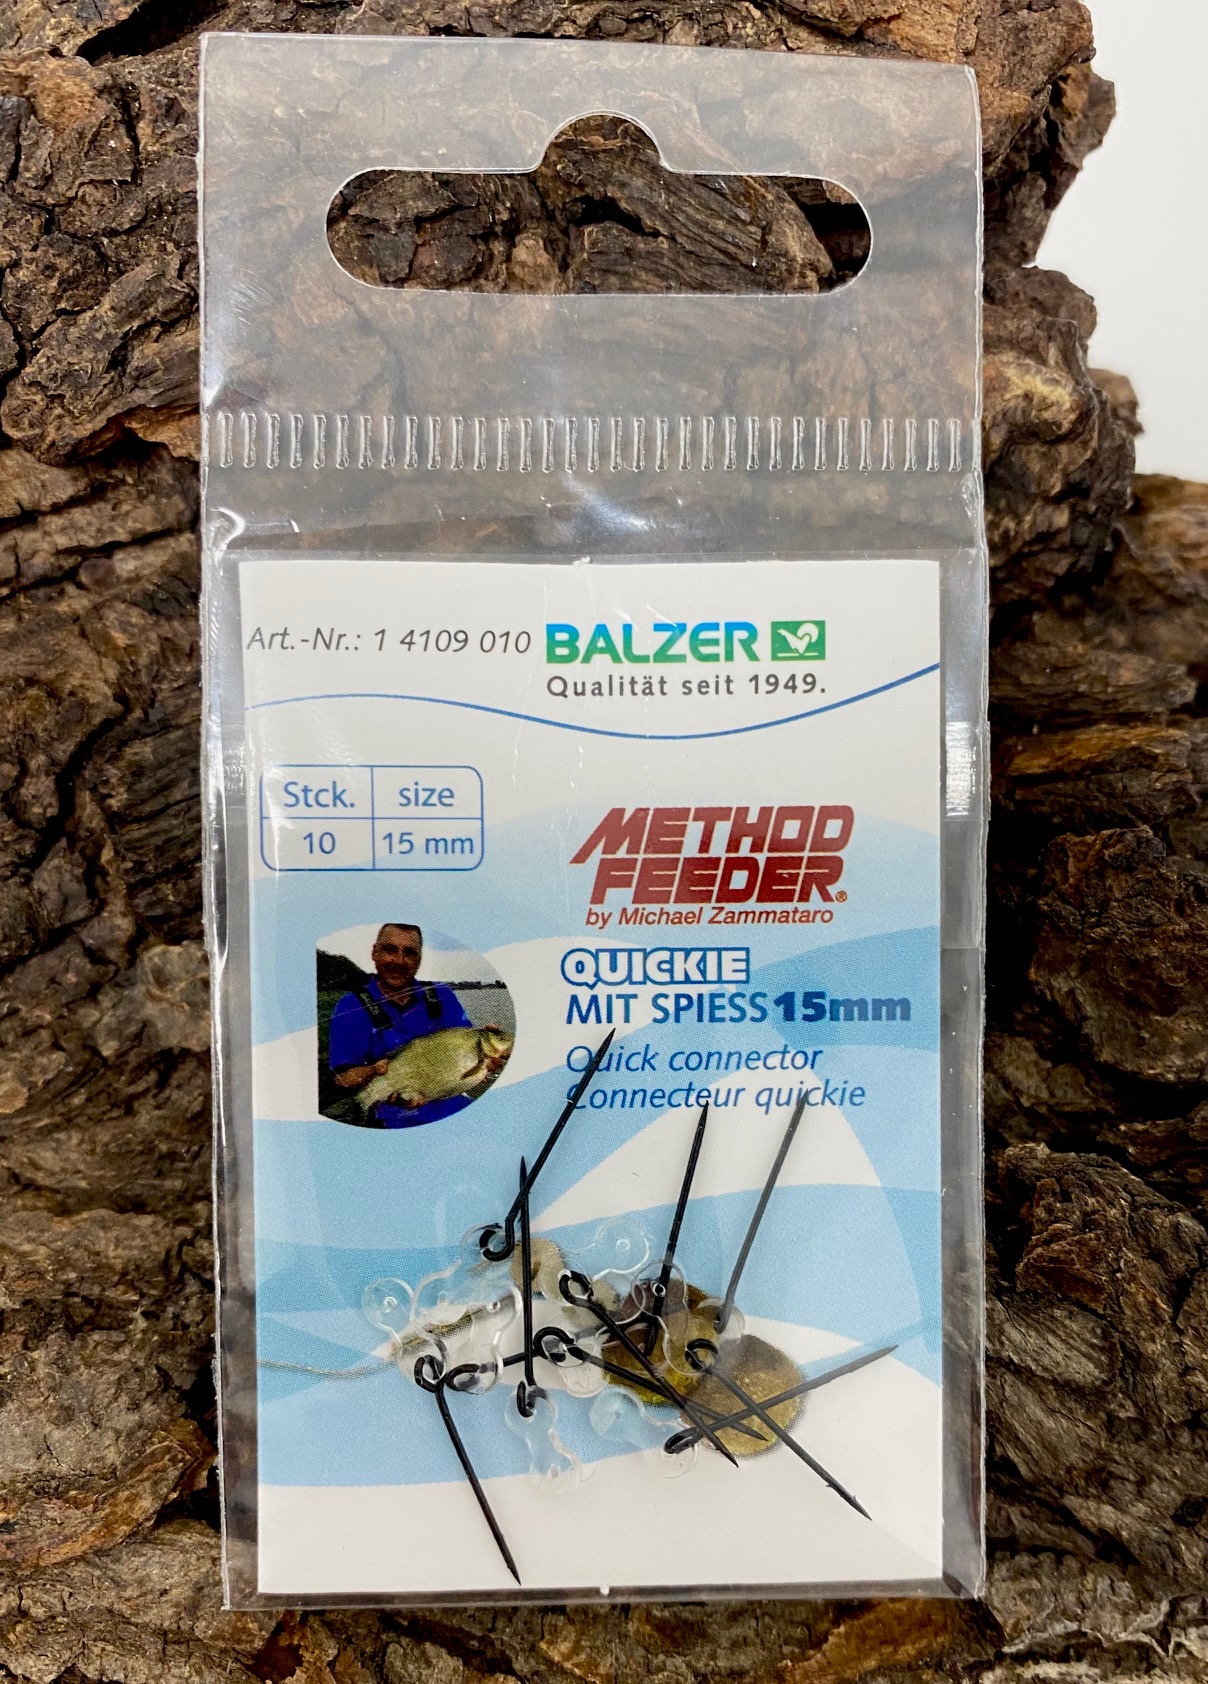 Art.-Nr.: 1 4109 010 BALZER
Qualität seit 1949.
Stck. size
10 15 mm
METHOD
FEEDER®
by Michael Zammataro
QUICKIE
MIT SPIESS 15mm
Quick connector
Connecteur quickie